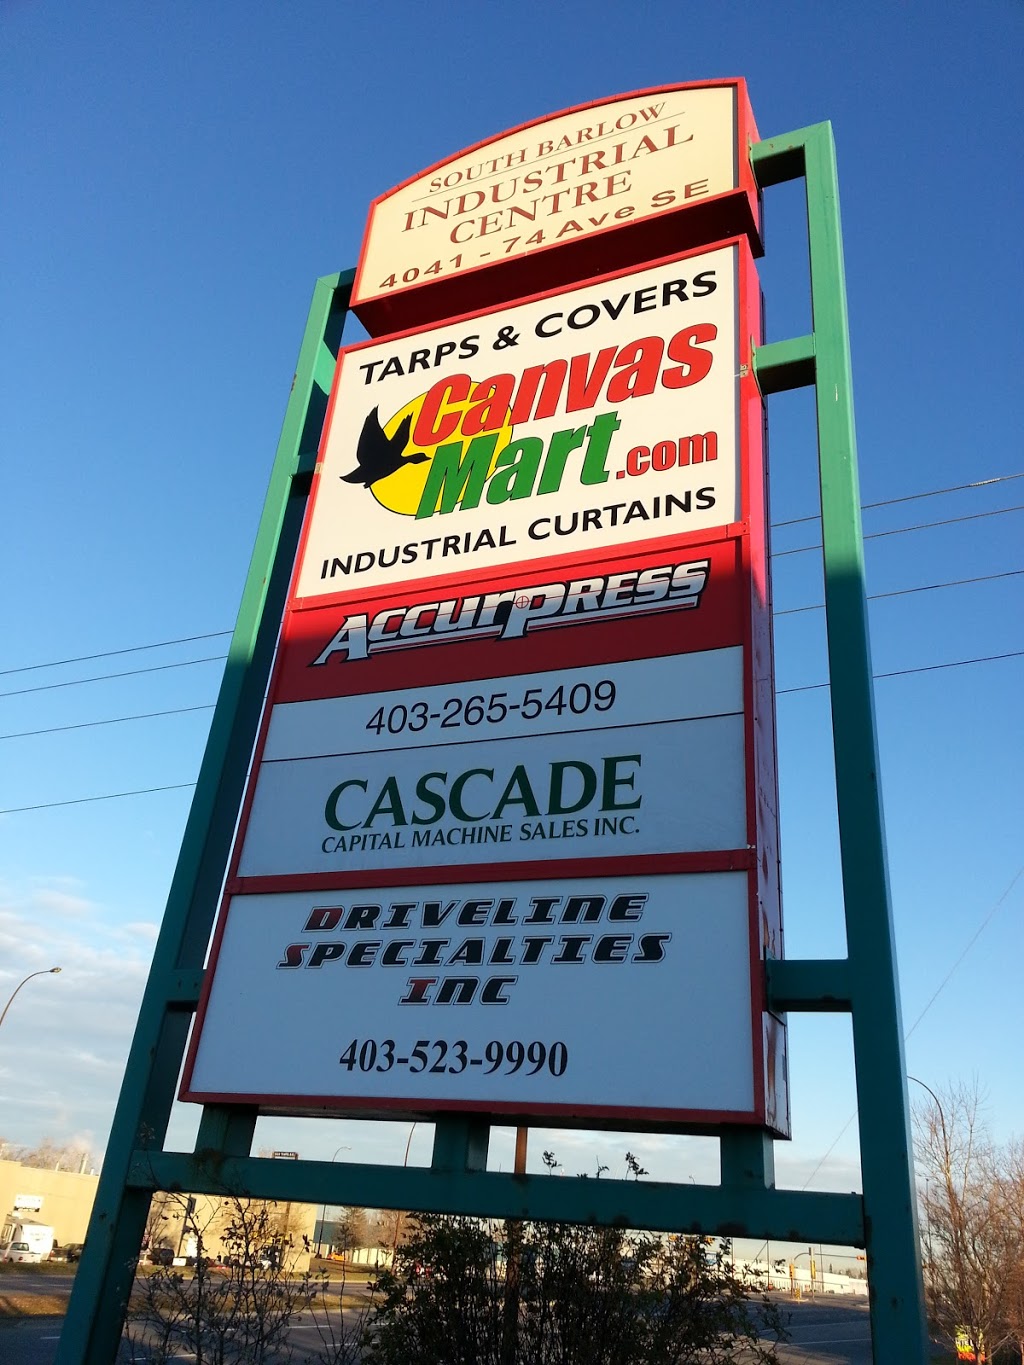 SOUTH BARLOW
INDUSTRIAL
CENTRE
4041 - 74 Ave SE
TARPS & COVERS
Canvas
Mart.com
INDUSTRIAL CURTAINS
ACCURPRESS
403-265-5409
CASCADE
CAPITAL MACHINE SALES INC.
DRIVELINE
SPECIALTIES
INC
403-523-9990